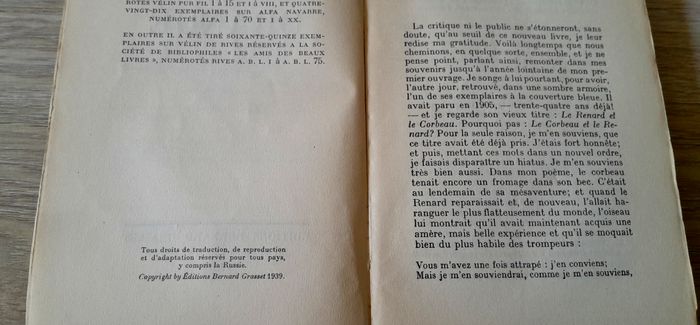 ROTÉS VÉLIN PUR FIL I à 15 ET I à VIII, ET QUATRE-
VINGT-DIX EXEMPLAIRES SUR ALFA NAVARRE,
NUMÉROTÉS ALFA I à 70 ET I à XX.
EN OUTRE IL A ÉTÉ TIRÉ SOIXANTE-QUINZE EXEM-
PLAIRES SUR VÉLIN DE RIVES RÉSERVÉS A LA SO-
CIÉTÉ DE BIBLIOPHILES « LES AMIS DES BEAUX
LIVRES », NUMÉROTÉS RIVES A. B. L. I à A. B. L. 75.
Tous droits de traduction, de reproduction
et d'adaptation réservés pour tous pays,
y compris la Russie.
Copyright by Éditions Bernard Grasset 1939.
La critique ni le public ne s'étonneront, sans
doute, qu'au seuil de ce nouveau livre, je leur
redise ma gratitude. Voilà longtemps que nous
cheminons, en quelque sorte, ensemble, et je ne
pense point, parlant ainsi, remonter dans mes
souvenirs jusqu'à l'année lointaine de mon pre-
mier ouvrage. Je songe à lui pourtant, pour avoir,
l'autre jour, retrouvé, dans une sombre armoire,
l'un de ses exemplaires à la couverture bleue. Il
avait paru en 1905, — trente-quatre ans déjà!
— et je regarde son vieux titre : Le Renard et
le Corbeau. Pourquoi pas : Le Corbeau et le Re-
nard? Pour la seule raison, je m'en souviens, que
ce titre avait été déjà pris. J'étais fort honnête;
et puis, mettant ces mots dans un nouvel ordre,
je faisais disparaître un hiatus. Je m'en souviens
très bien aussi. Dans mon poème, le corbeau
tenait encore un fromage dans son bec. C'était
au lendemain de sa mésaventure; et quand le
Renard reparaissait et, de nouveau, l'allait ha-
ranguer le plus flatteusement du monde, l'oiseau
lui montrait qu'il avait maintenant acquis une
amère, mais belle expérience et qu'il se moquait
bien du plus habile des trompeurs :
Vous m'avez une fois attrapé : j'en conviens;
Mais je m'en souviendrai, comme je m'en souviens,